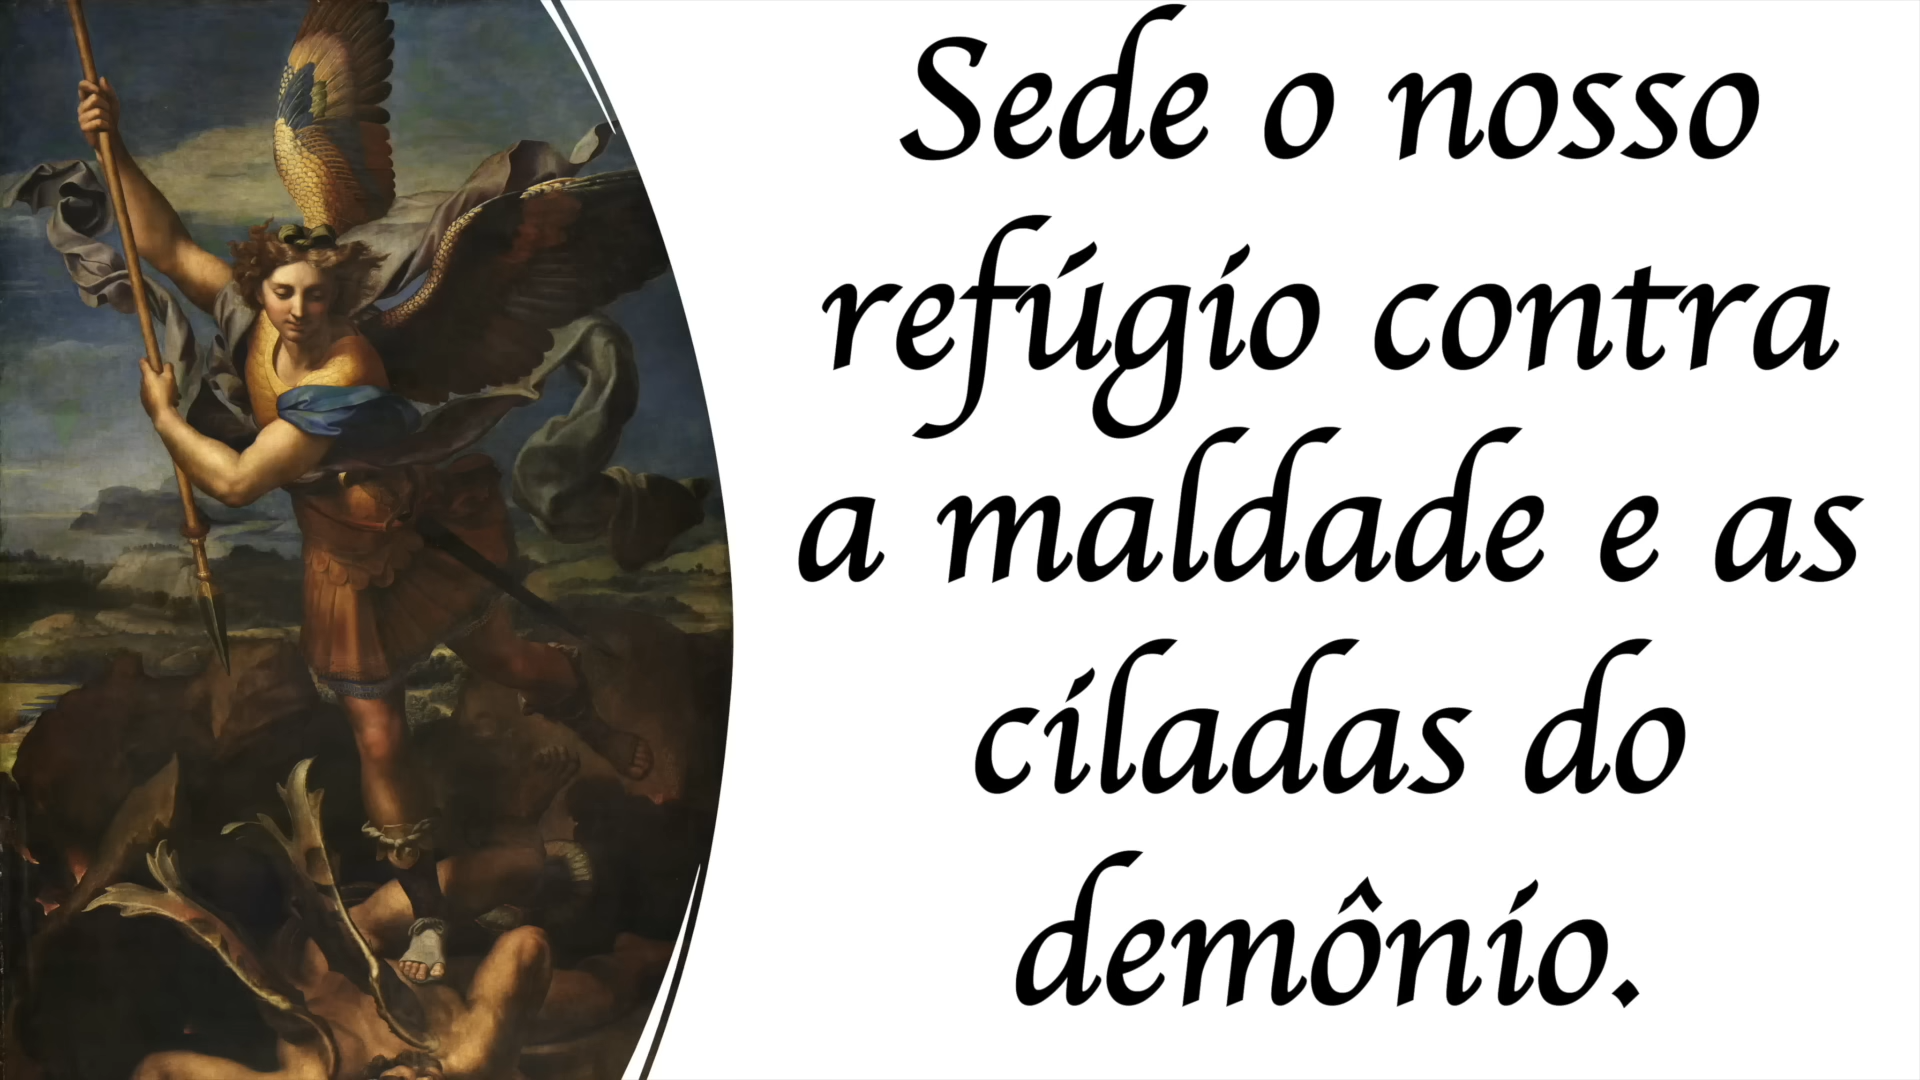 Sede o nosso
refúgio contra
a maldade e as
ciladas do
demônio.